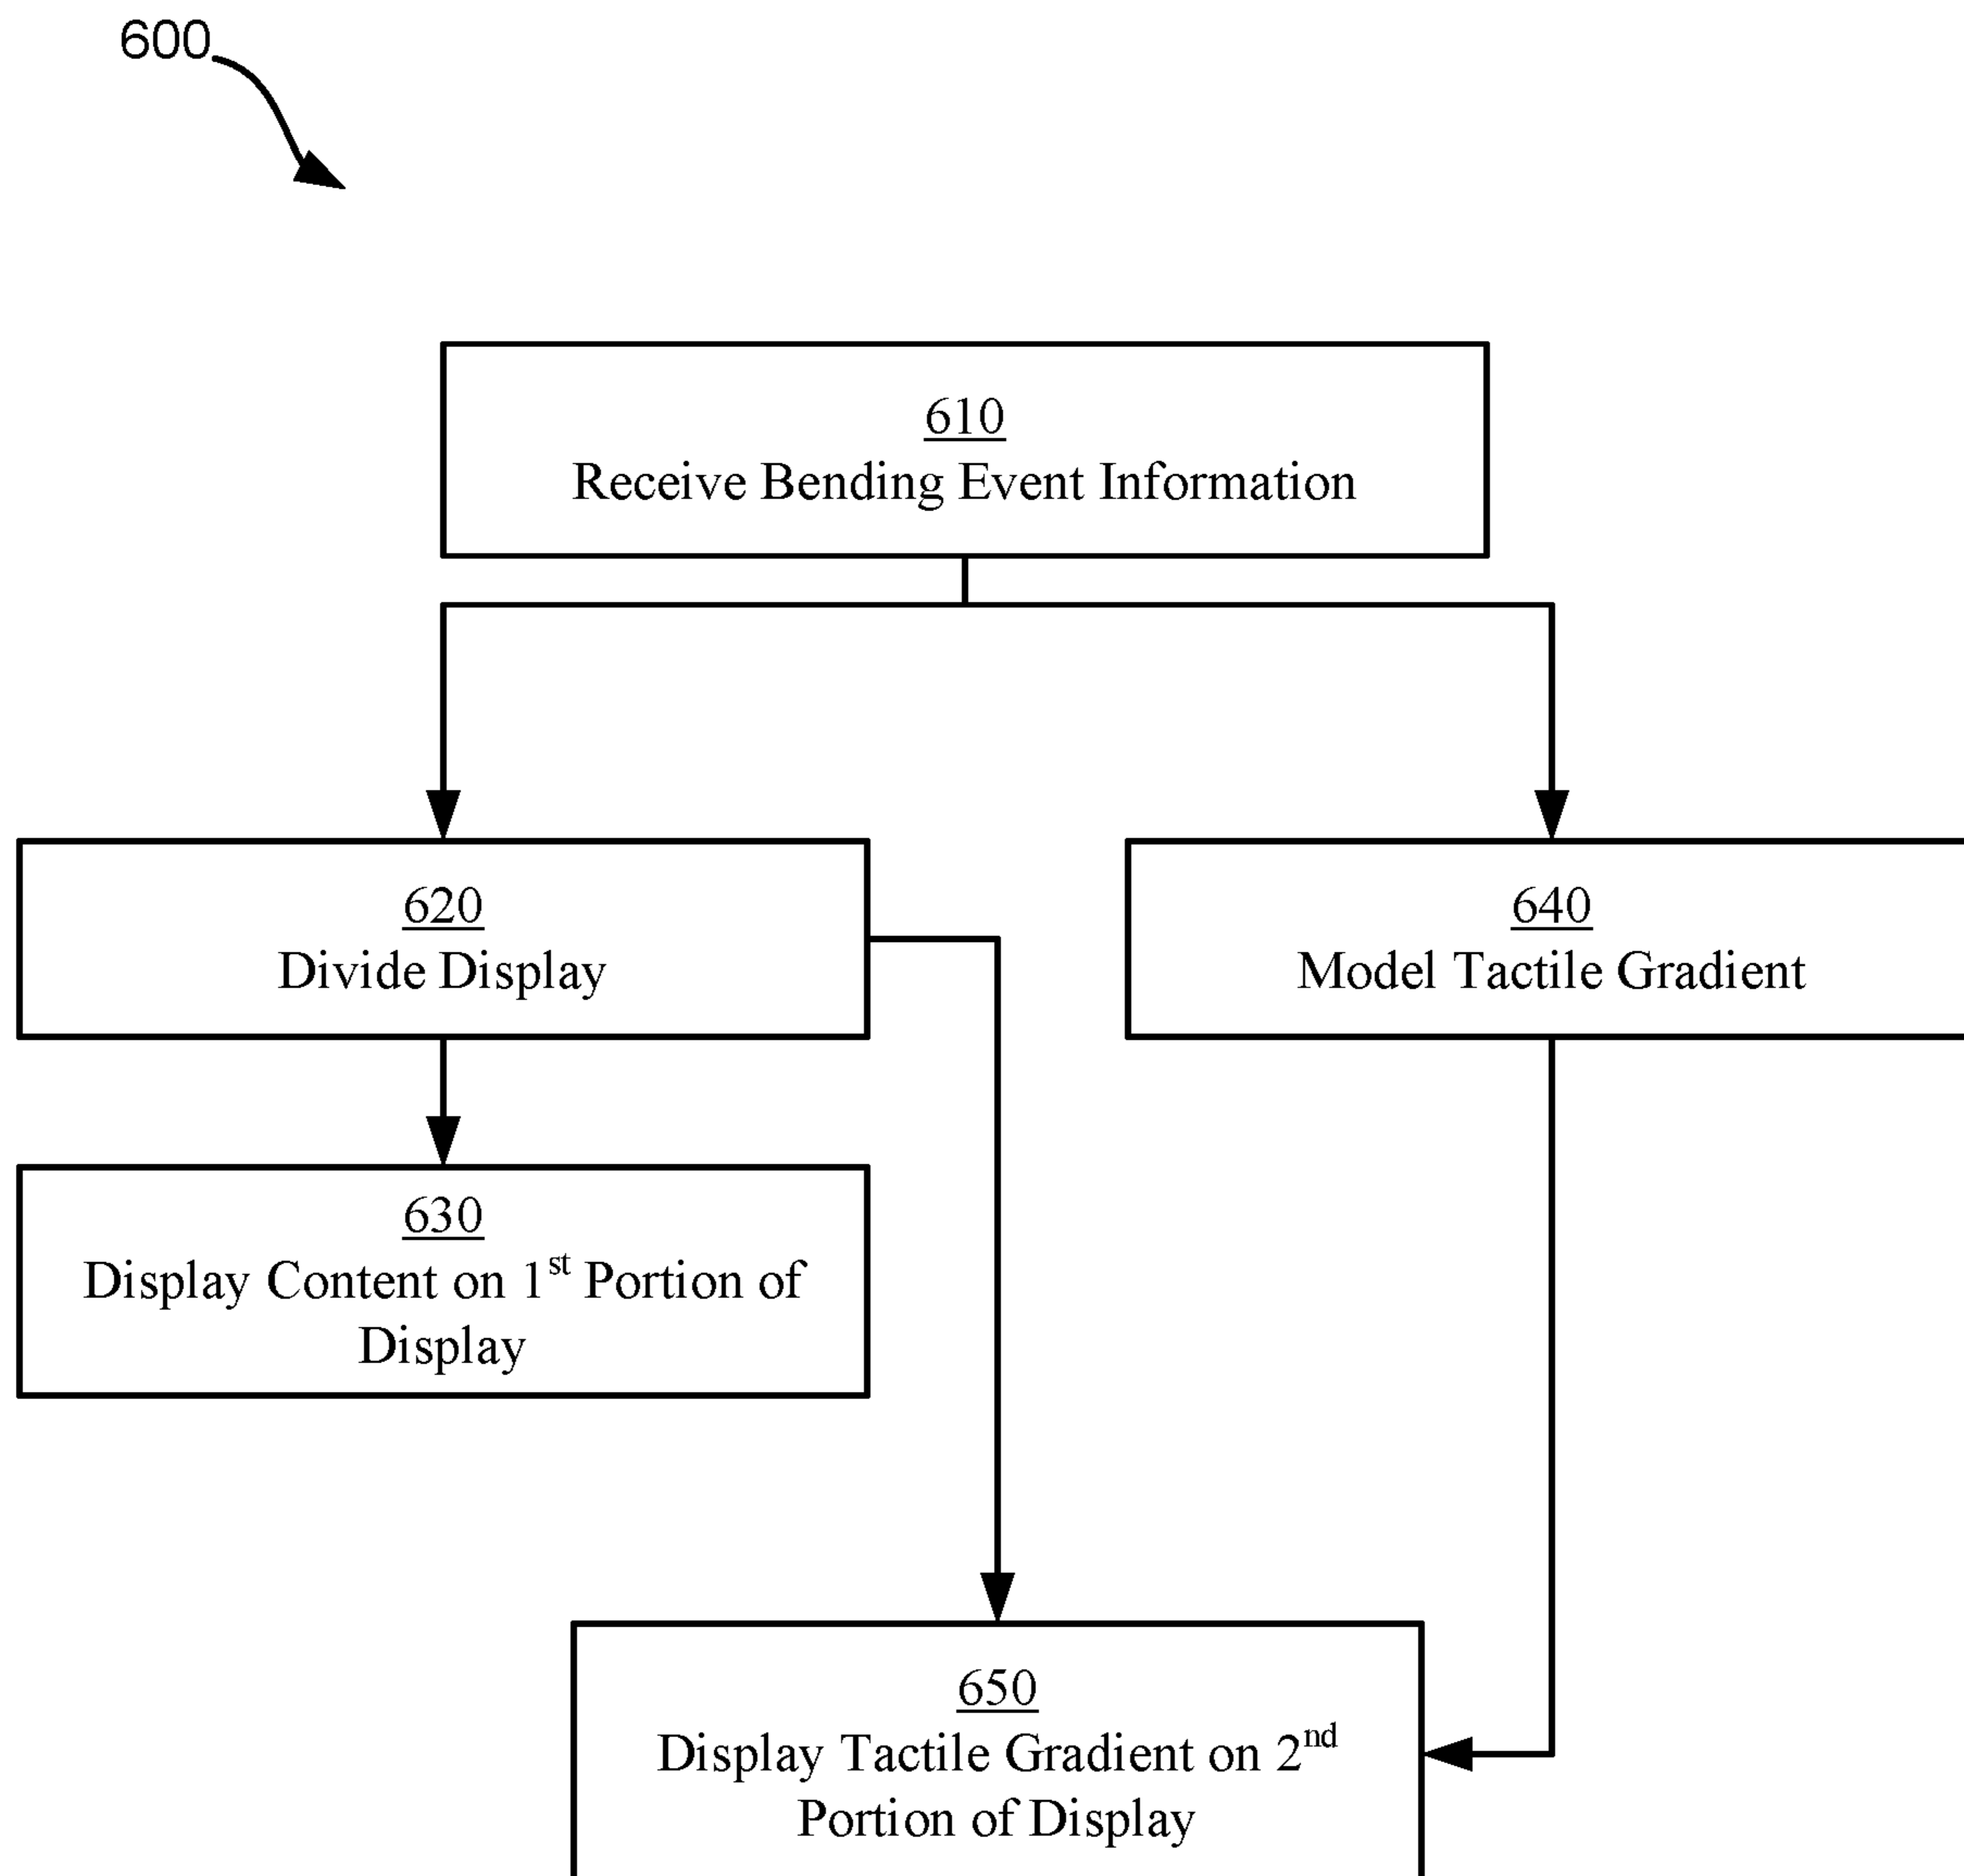 600
610
Receive Bending Event Information
620
Divide Display
640
Model Tactile Gradient
630
Display Content on 1st Portion of
Display
650
Display Tactile Gradient on 2nd
Portion of Display